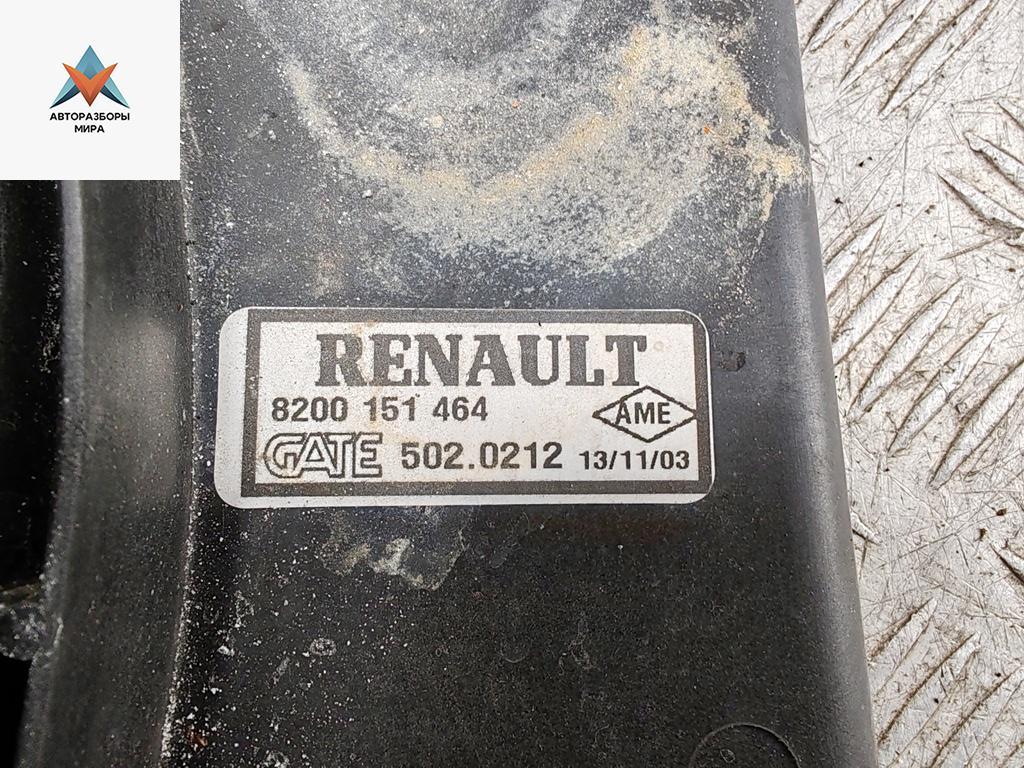 АВТОРАЗБОРЫ
МИРА
RENAULT
8200 151 464
AME
GATE 502.0212 13/11/03